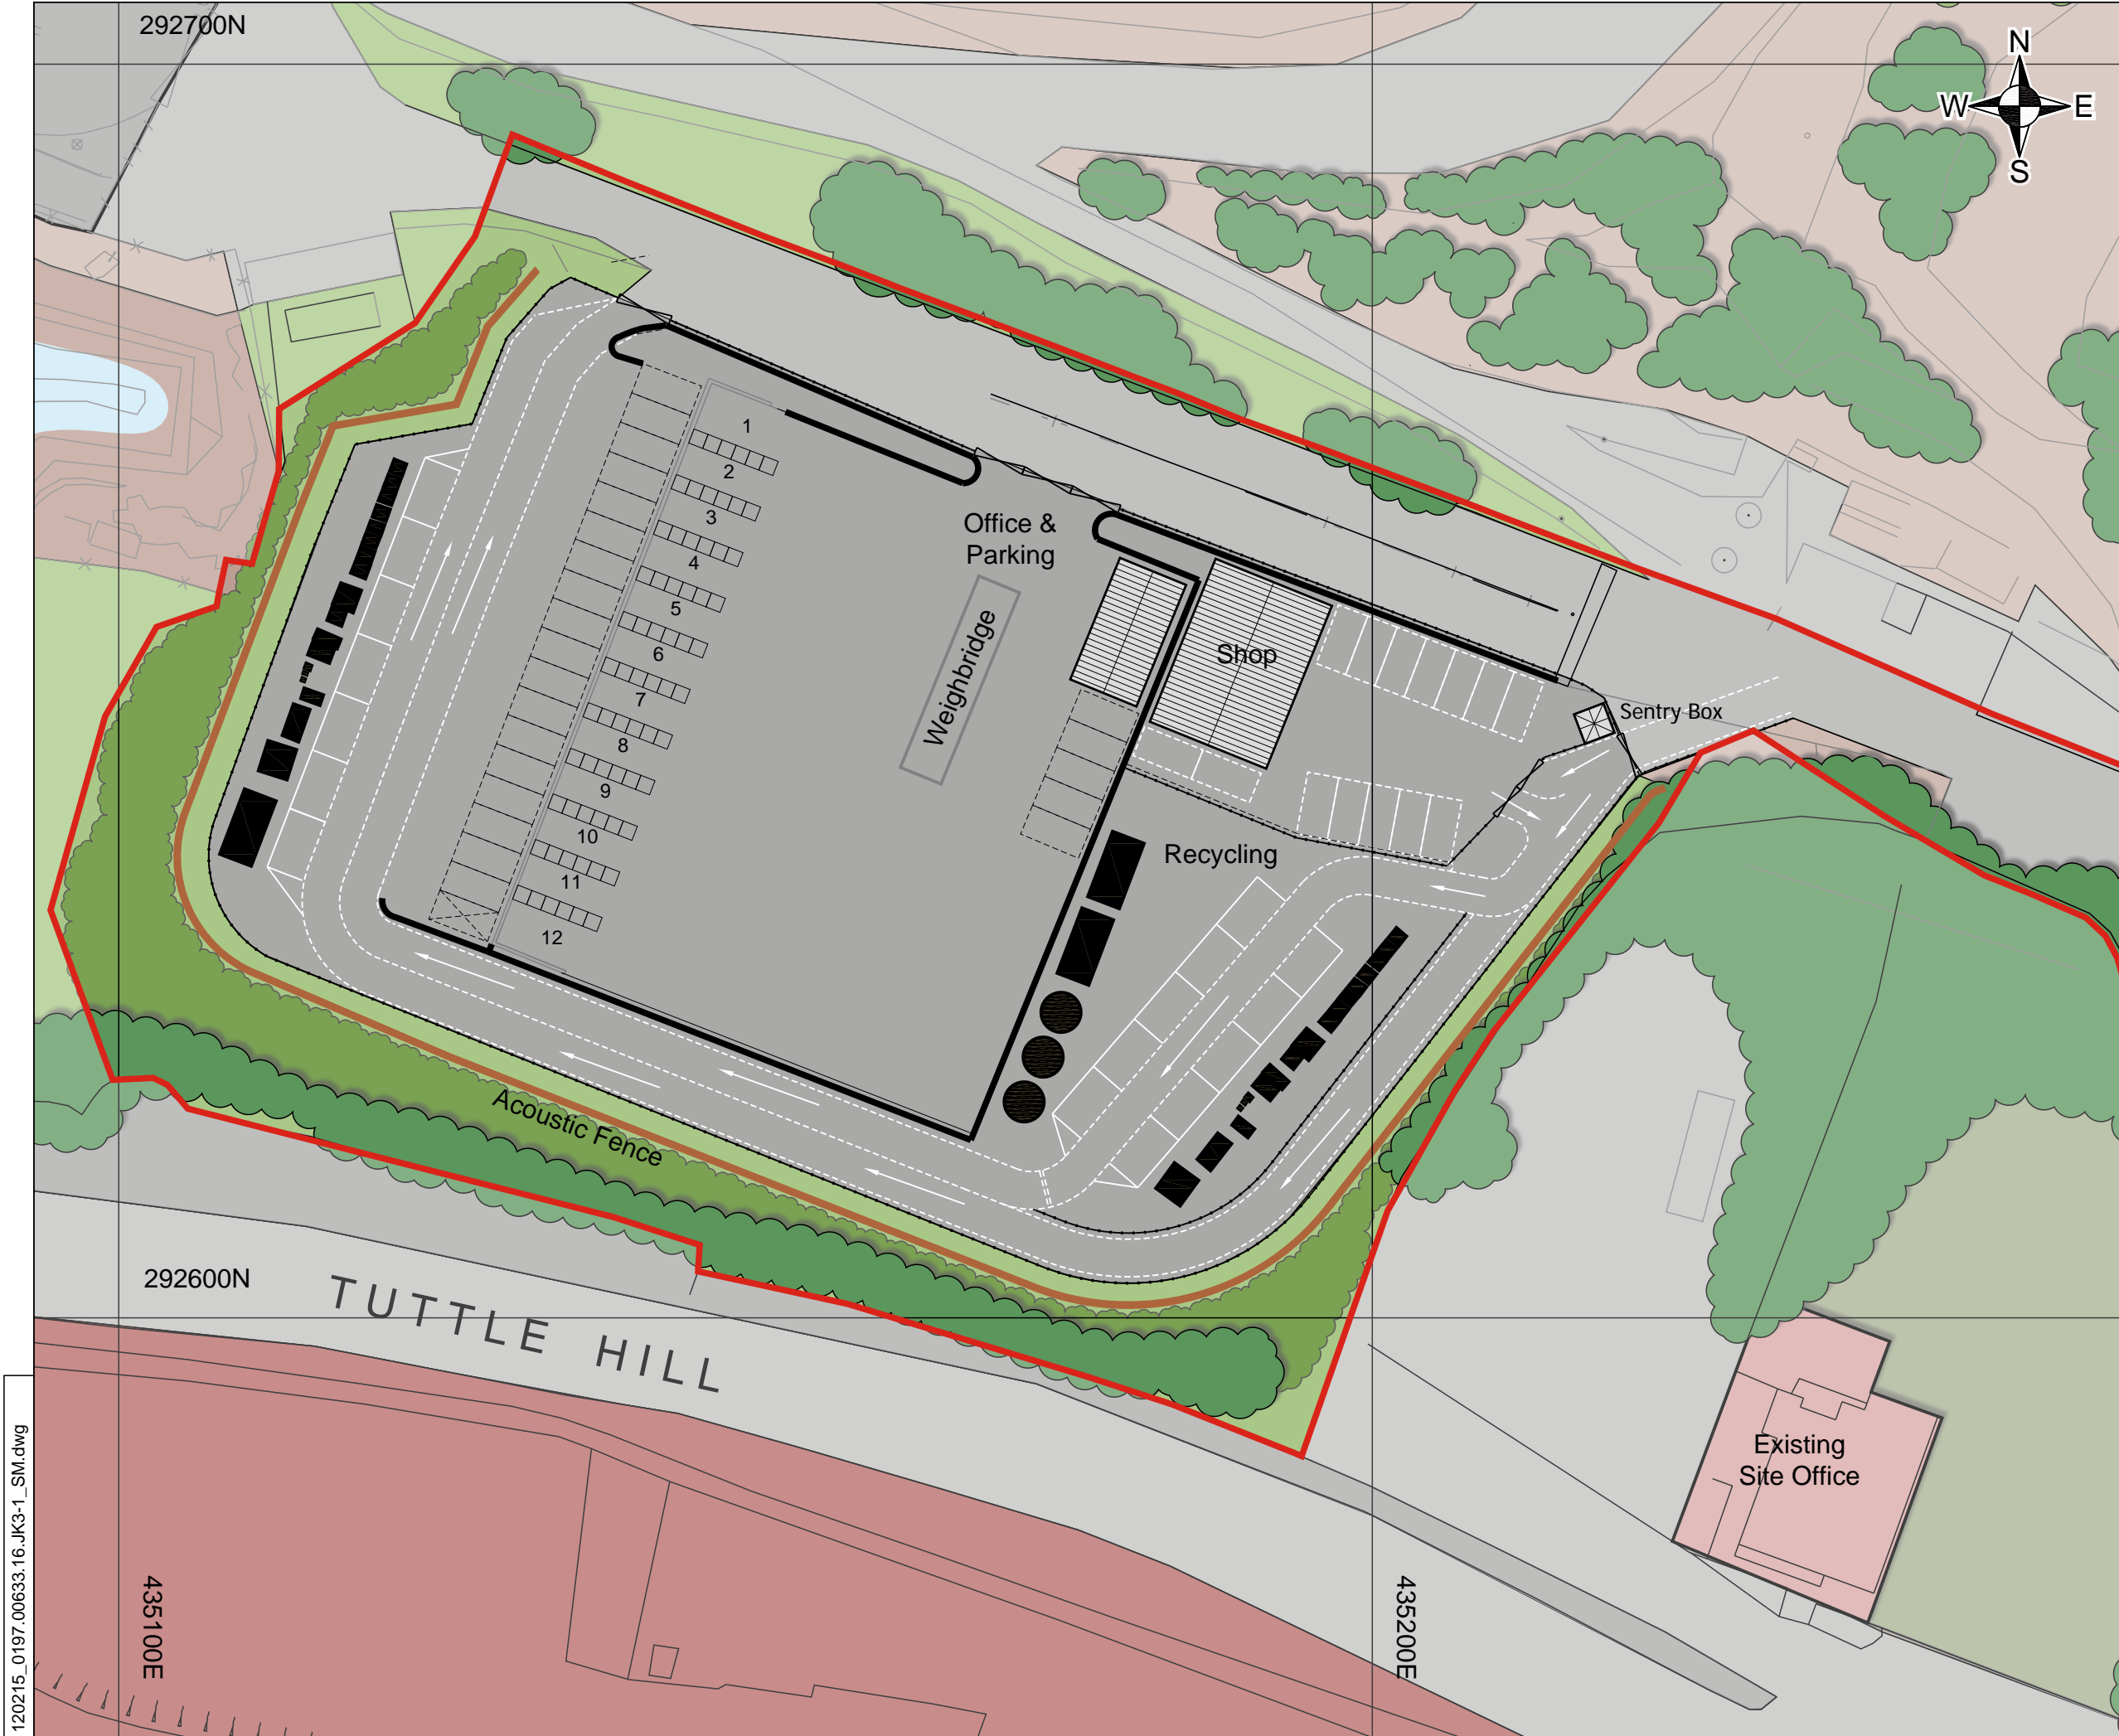 292700N
N
W E
S
1
2
3
4
5
6
7
8
9
10
11
12
Office &
Parking
Weighbridge
Shop
Sentry Box
Recycling
Acoustic Fence
292600N
TUTTLE HILL
Existing
Site Office
435100E
435200E
120215_0197.00633.16.JK3-1_SM.dwg